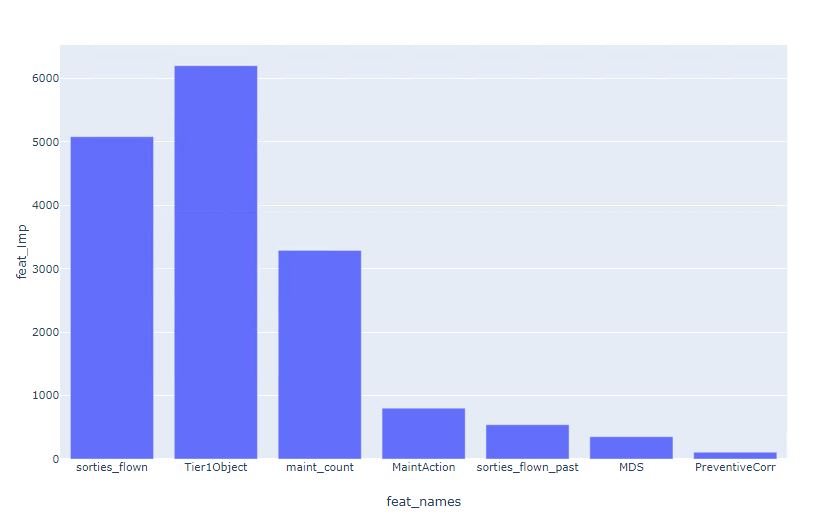 6000
5000
4000
3000
2000
1000
0
feat_Imp
sorties_flown
Tier1Object
maint_count
MaintAction
sorties_flown_past
MDS
PreventiveCorr
feat_names